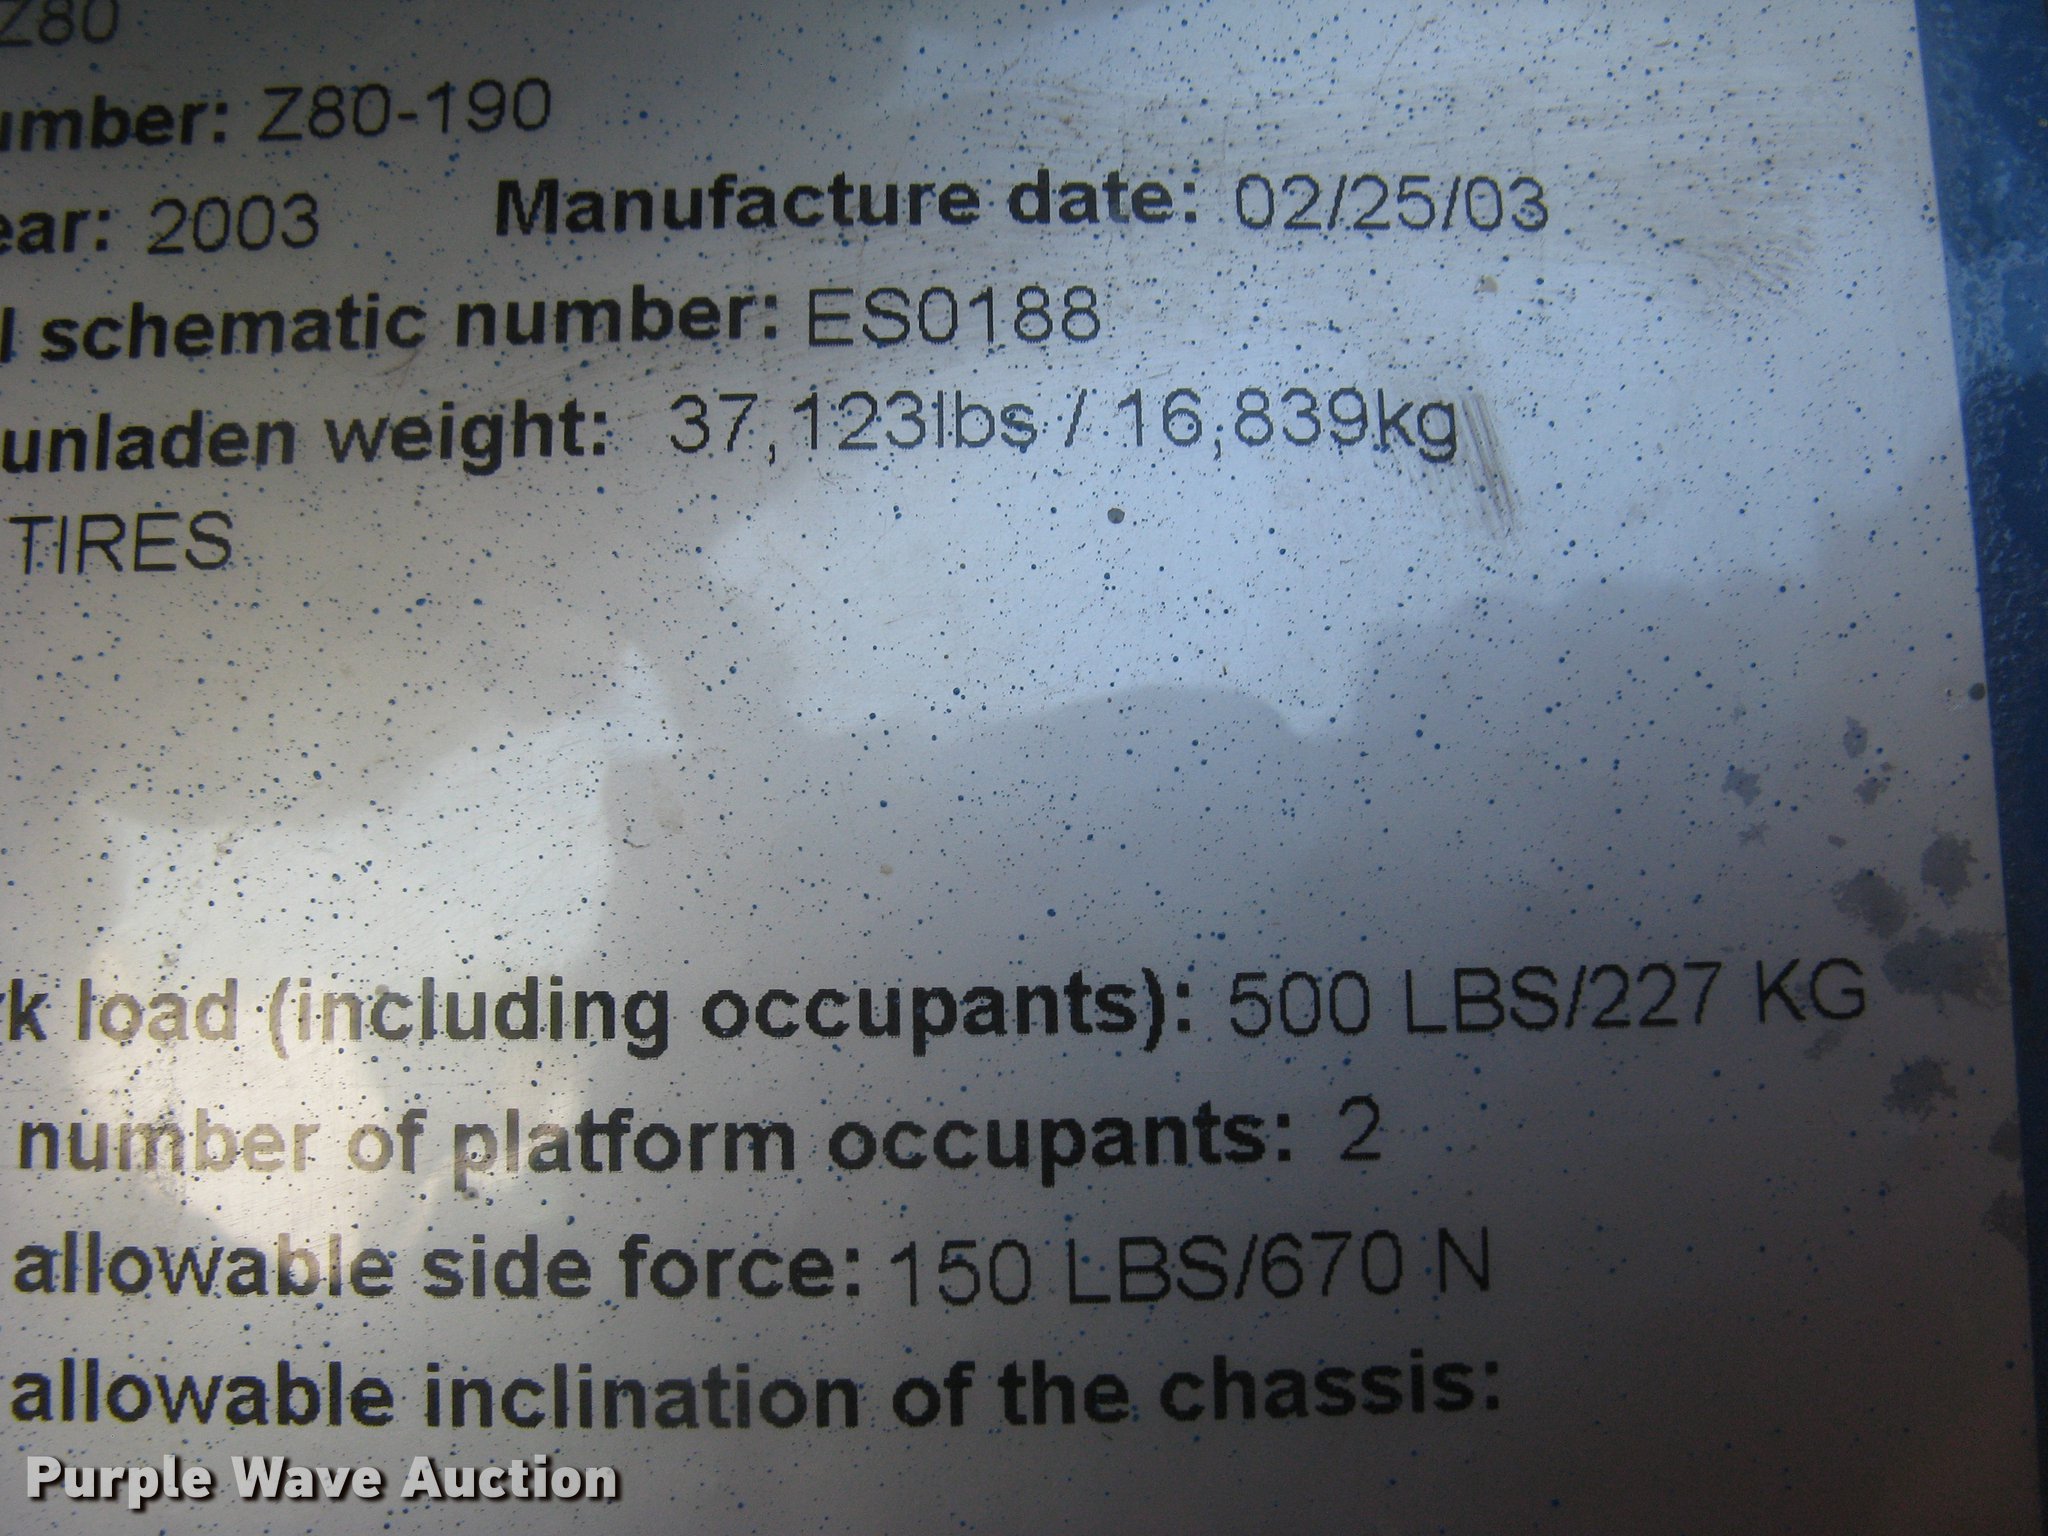 Z80
umber: Z80-190
ear: 2003 Manufacture date: 02/25/03
l schematic number: ES0188
unladen weight: 37,123lbs / 16,839kg
TIRES
rk load (including occupants): 500 LBS/227 KG
number of platform occupants: 2
allowable side force: 150 LBS/670 N
allowable inclination of the chassis:
Purple Wave Auction